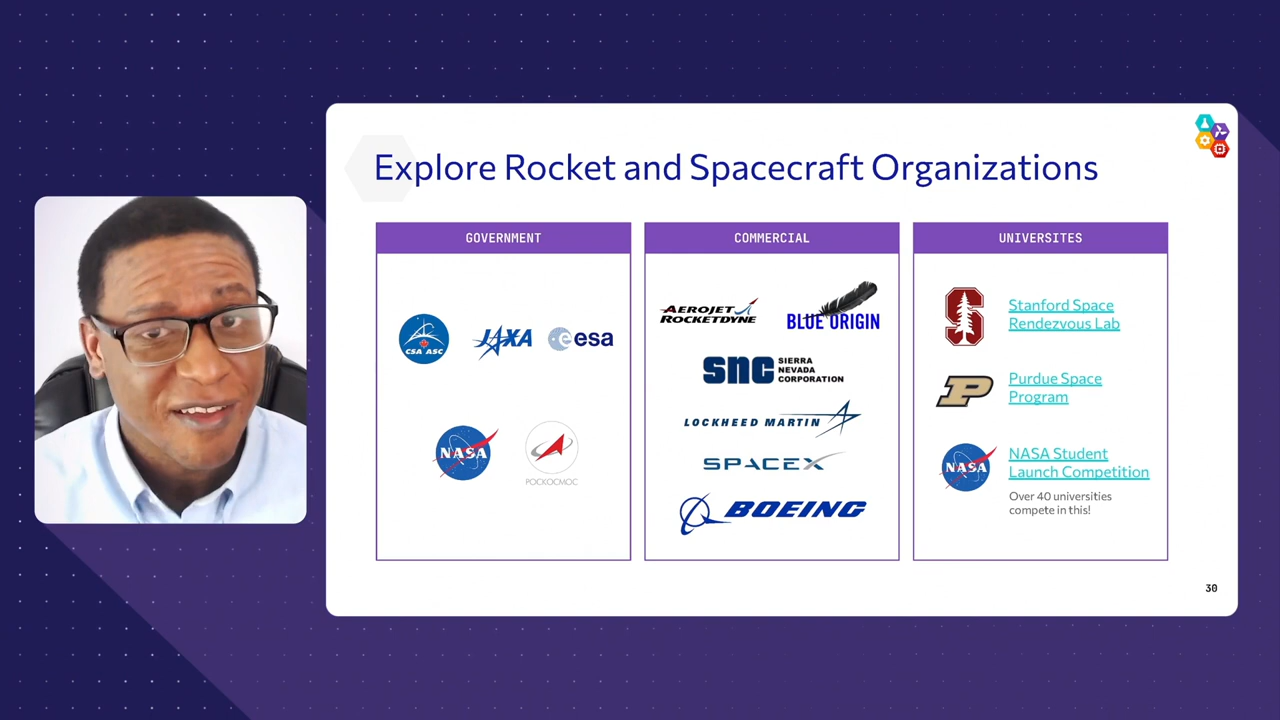 Explore Rocket and Spacecraft Organizations
GOVERNMENT
CSA ASC
JAXA
esa
NASA
РОСКОСМОС
COMMERCIAL
AEROJET
ROCKETDYNE
BLUE ORIGIN
snc SIERRA
NEVADA
CORPORATION
LOCKHEED MARTIN
SPACEX
BOEING
UNIVERSITES
S
Stanford Space
Rendezvous Lab
P
Purdue Space
Program
NASA
NASA Student
Launch Competition
Over 40 universities
compete in this!
30